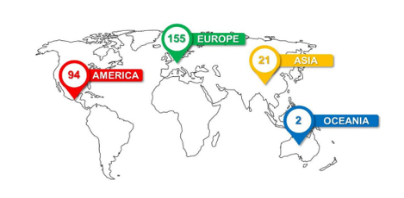 155 EUROPE
21 ASIA
94 AMERICA
2 OCEANIA